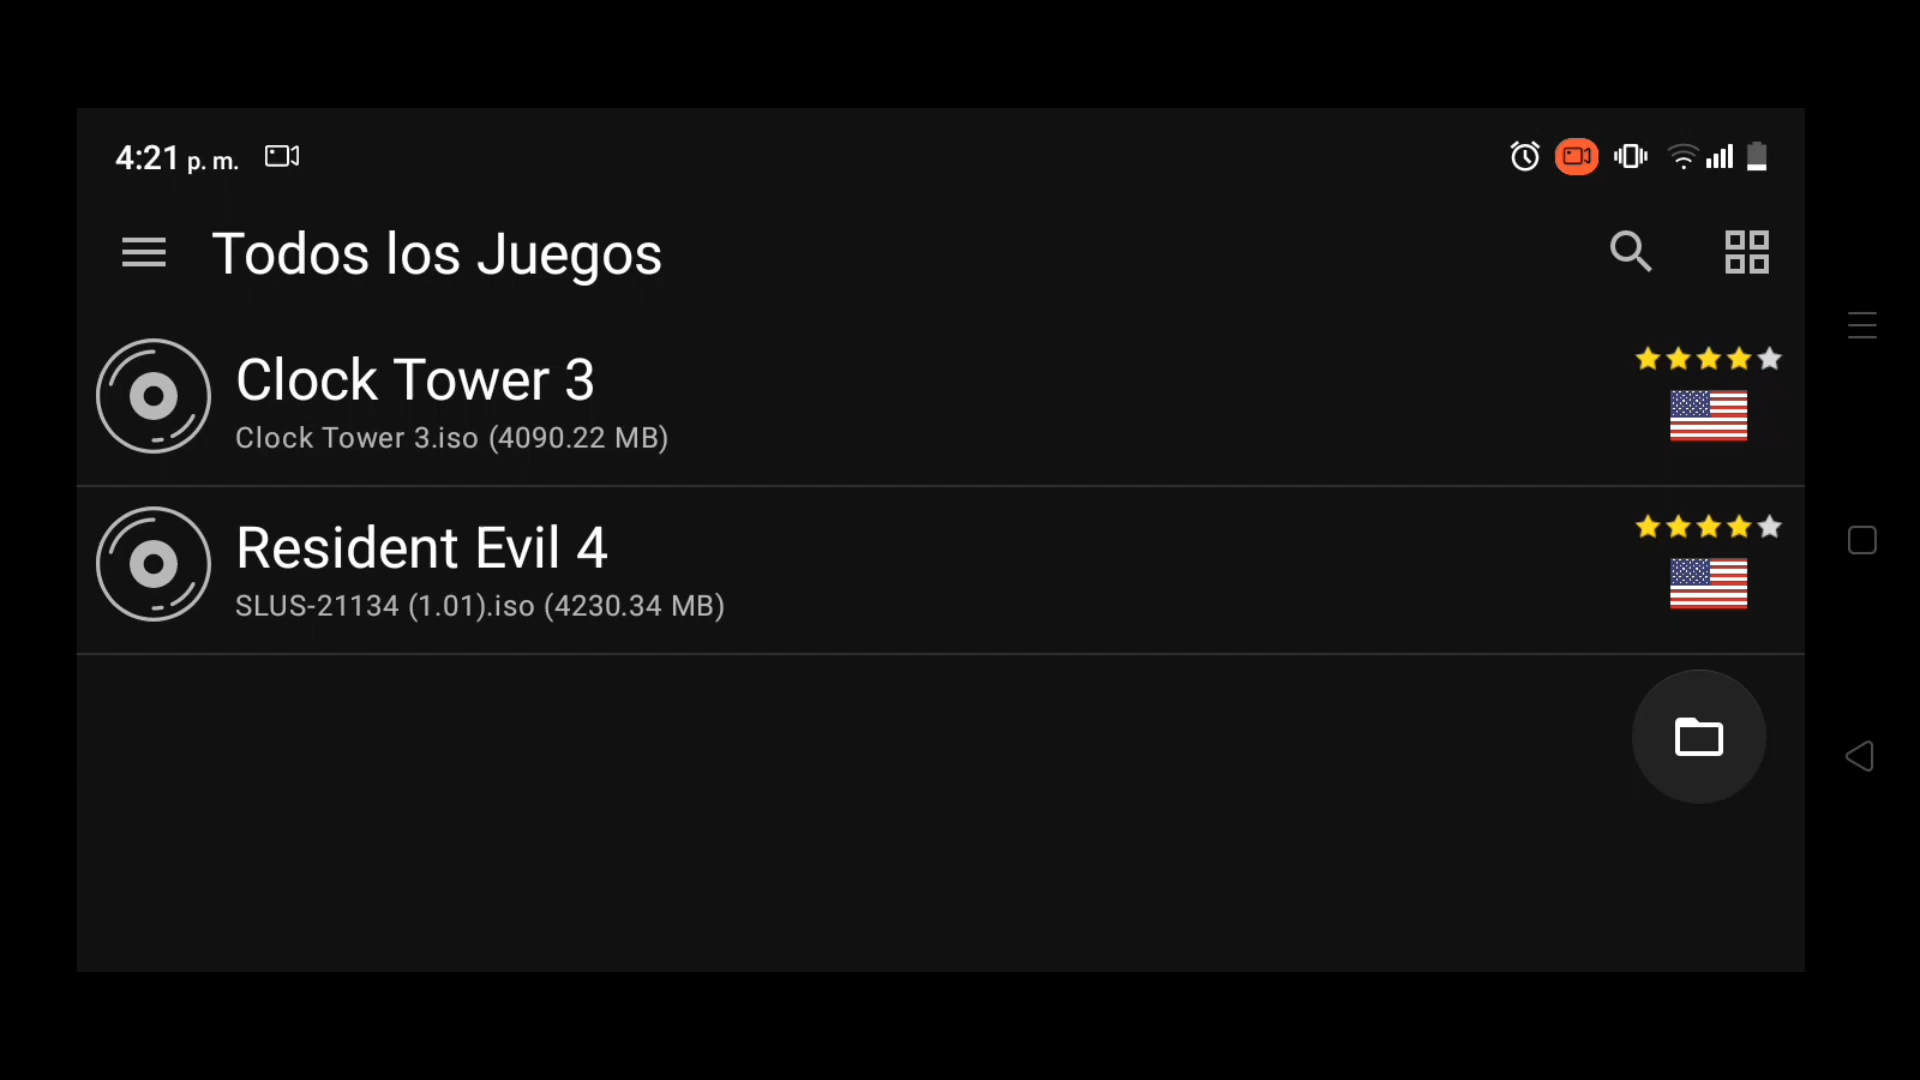 4:21 p. m.
Todos los Juegos
Clock Tower 3
Clock Tower 3.iso (4090.22 MB)
Resident Evil 4
SLUS-21134 (1.01).iso (4230.34 MB)